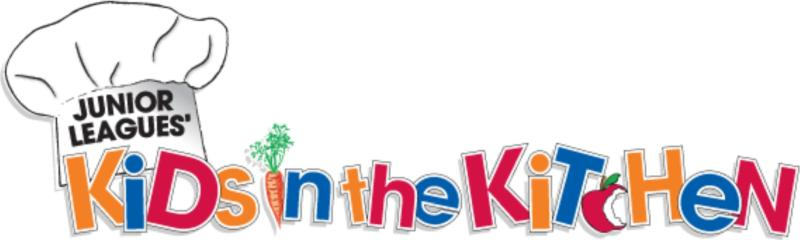 JUNIOR
LEAGUES'
KiDs in the KiTcHeN